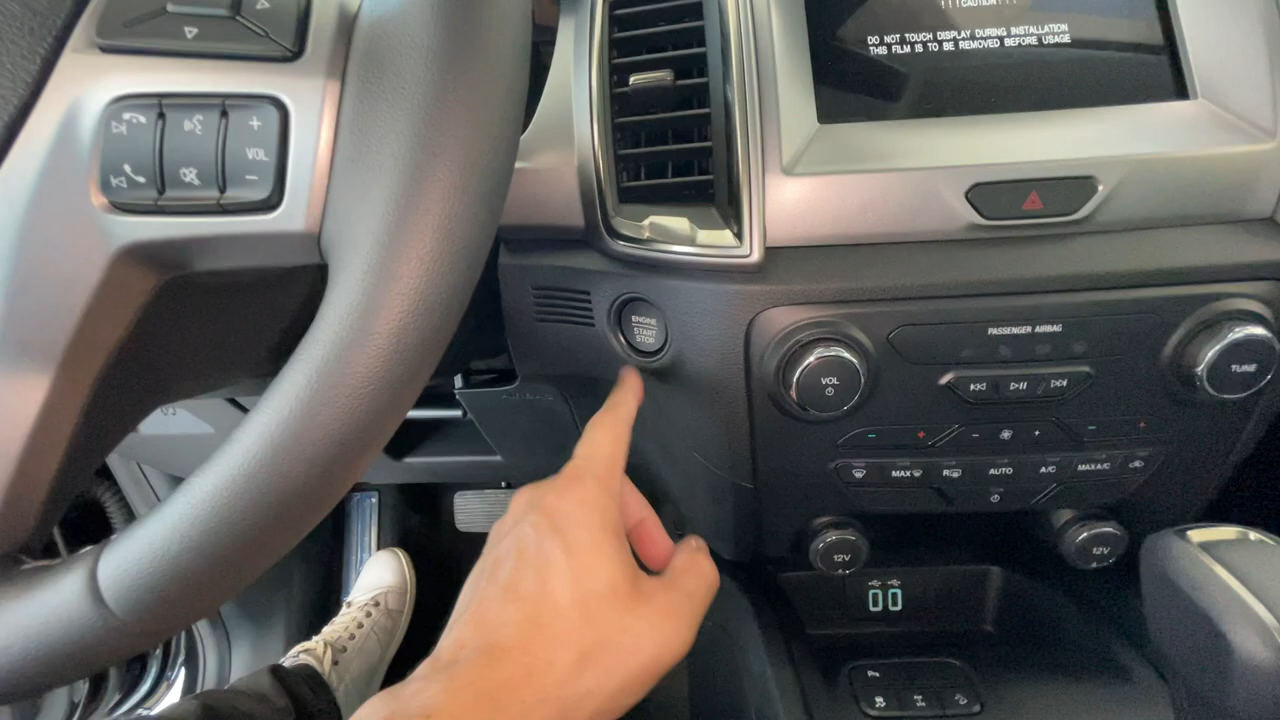 ! ! ! CAUTION ! ! !
DO NOT TOUCH DISPLAY DURING INSTALLATION
THIS FILM IS TO BE REMOVED BEFORE USAGE
+
VOL
−
ENGINE
START
STOP
PASSENGER AIRBAG
VOL
TUNE
− + − + − +
MAX R AUTO A/C MAX A/C
12V
12V
AIRBAG